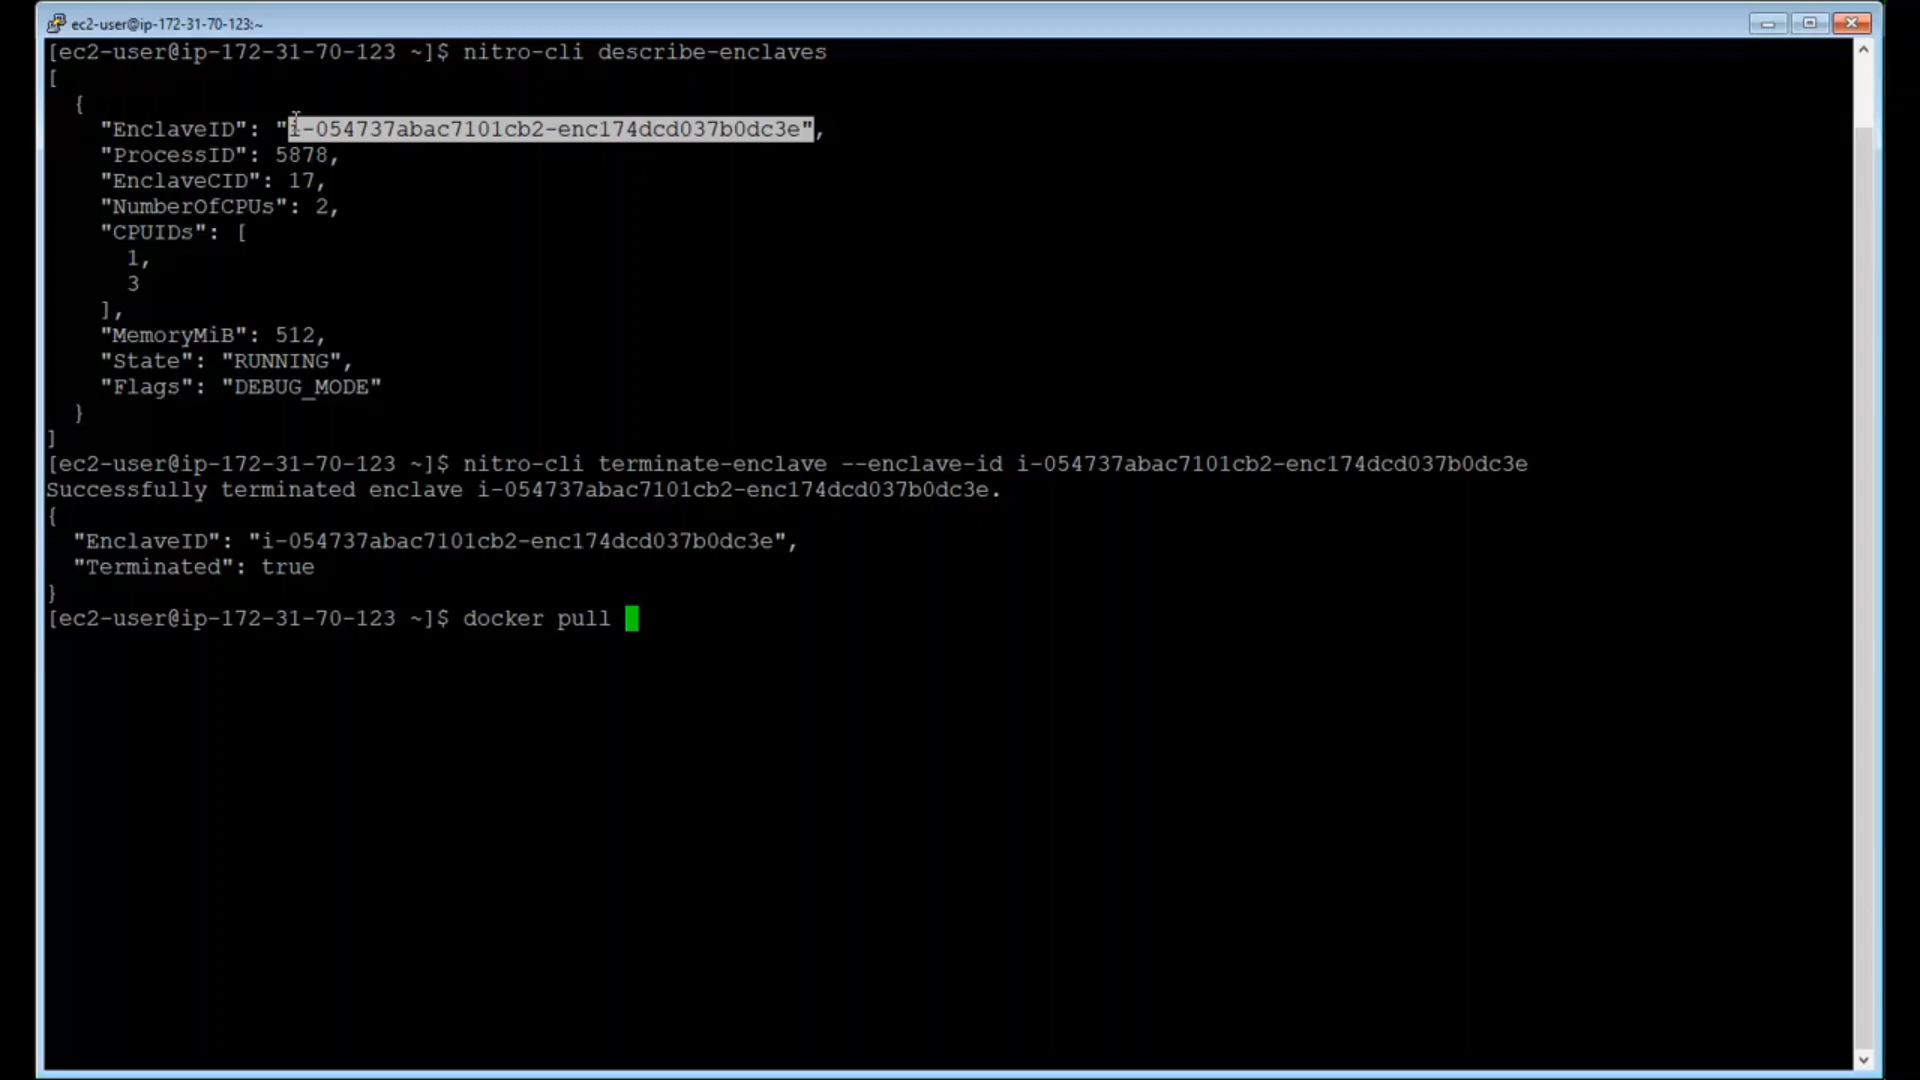 ec2-user@ip-172-31-70-123:~
[ec2-user@ip-172-31-70-123 ~]$ nitro-cli describe-enclaves
[
  {
    "EnclaveID": "i-054737abac7101cb2-enc174dcd037b0dc3e",
    "ProcessID": 5878,
    "EnclaveCID": 17,
    "NumberOfCPUs": 2,
    "CPUIDs": [
      1,
      3
    ],
    "MemoryMiB": 512,
    "State": "RUNNING",
    "Flags": "DEBUG_MODE"
  }
]
[ec2-user@ip-172-31-70-123 ~]$ nitro-cli terminate-enclave --enclave-id i-054737abac7101cb2-enc174dcd037b0dc3e
Successfully terminated enclave i-054737abac7101cb2-enc174dcd037b0dc3e.
{
  "EnclaveID": "i-054737abac7101cb2-enc174dcd037b0dc3e",
  "Terminated": true
}
[ec2-user@ip-172-31-70-123 ~]$ docker pull